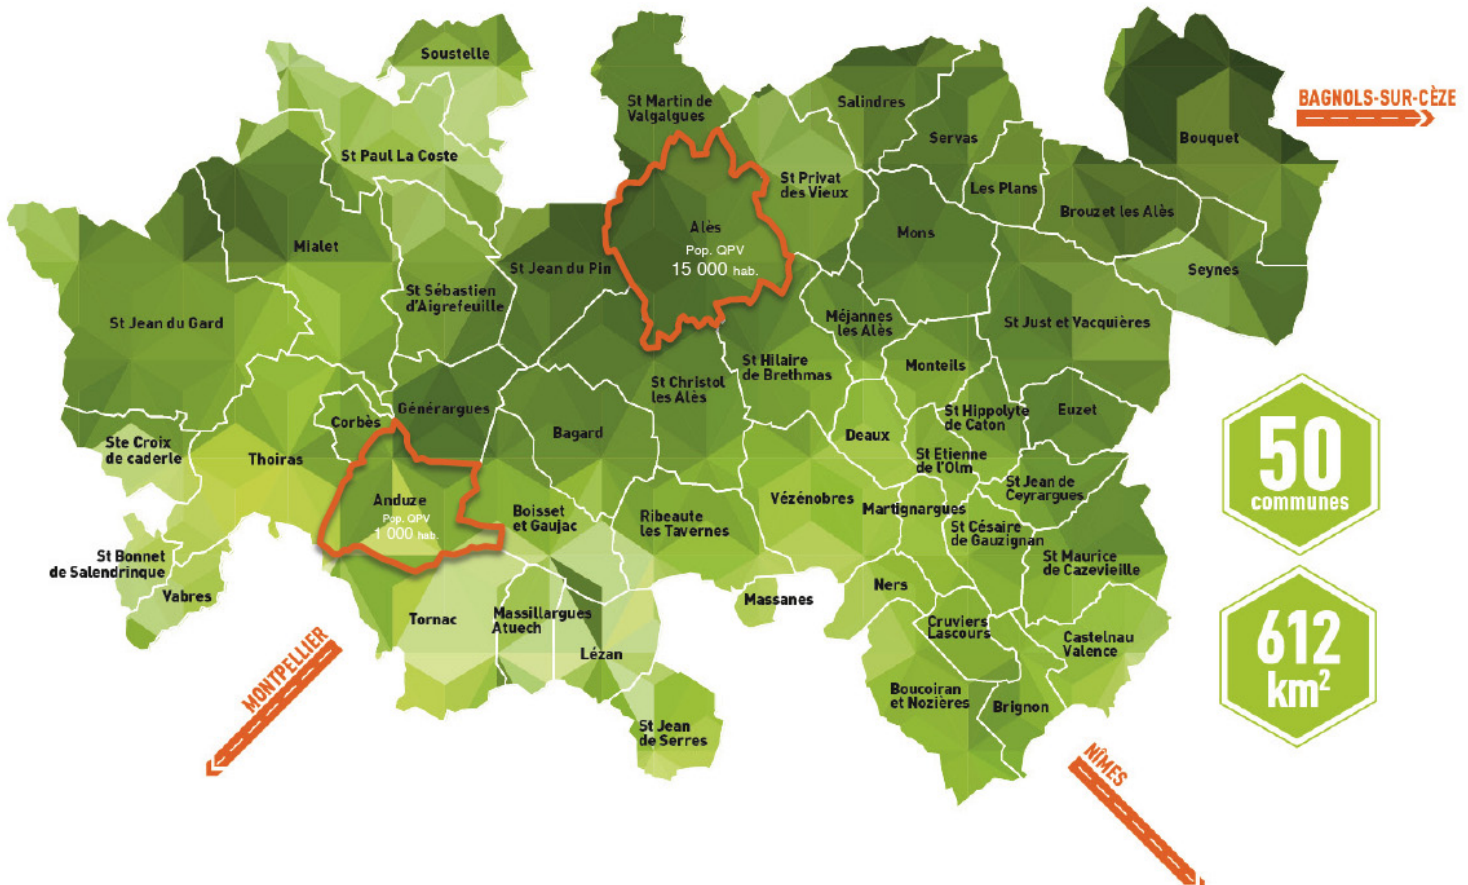 Soustelle
St Martin de
Valgalgues
Salindres
BAGNOLS-SUR-CÈZE
Servas
Bouquet
St Paul La Coste
St Privat
des Vieux
Les Plans
Brouzet les Alès
Alès
Pop. QPV
15 000 hab.
Mons
Mialet
St Jean du Pin
Seynes
St Sébastien
d'Aigrefeuille
St Jean du Gard
Méjannes
les Alès
St Just et Vacquières
St Hilaire
de Brethmas
Monteils
St Christol
les Alès
Générargues
Corbès
St Hippolyte
de Caton
Euzet
Ste Croix
de caderle
Bagard
Deaux
Thoiras
St Etienne
de l'Olm
50
communes
St Jean de
Ceyrargues
Anduze
Pop. QPV
1 000 hab.
Vézénobres
Martignargues
Boisset
et Gaujac
Ribeaute
les Tavernes
St Césaire
de Gauzignan
St Bonnet
de Salendrinque
St Maurice
de Cazevieille
Vabres
Ners
Massanes
Tornac
Massillargues
Atuech
Cruviers
Lascours
Castelnau
Valence
Lézan
612
km²
MONTPELLIER
Boucoiran
et Nozières
Brignon
St Jean
de Serres
NÎMES